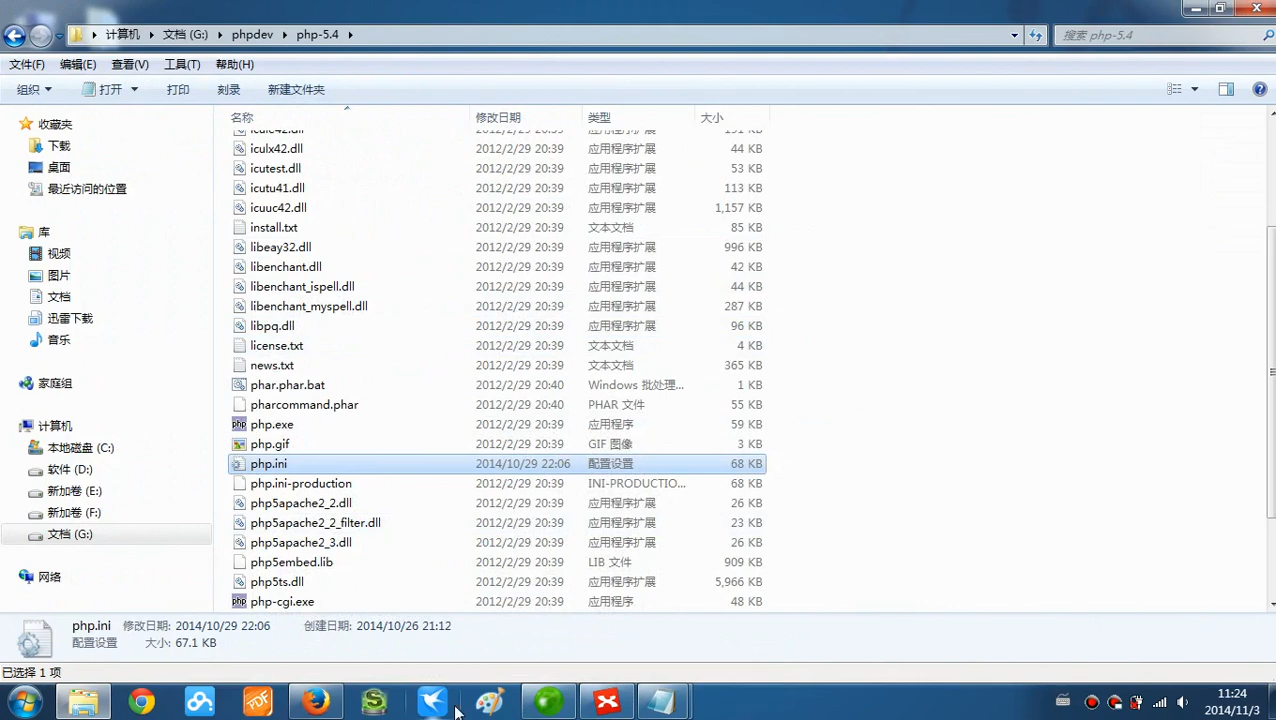 计算机 文档 (G:) phpdev php-5.4 搜索 php-5.4
文件(F) 编辑(E) 查看(V) 工具(T) 帮助(H)
组织 打开 打印 刻录 新建文件夹
名称 修改日期 类型 大小
收藏夹
下载
桌面
最近访问的位置
库
视频
图片
文档
迅雷下载
音乐
家庭组
计算机
本地磁盘 (C:)
软件 (D:)
新加卷 (E:)
新加卷 (F:)
文档 (G:)
网络
iculx42.dll 2012/2/29 20:39 应用程序扩展 44 KB
icutest.dll 2012/2/29 20:39 应用程序扩展 53 KB
icutu41.dll 2012/2/29 20:39 应用程序扩展 113 KB
icuuc42.dll 2012/2/29 20:39 应用程序扩展 1,157 KB
install.txt 2012/2/29 20:39 文本文档 85 KB
libeay32.dll 2012/2/29 20:39 应用程序扩展 996 KB
libenchant.dll 2012/2/29 20:39 应用程序扩展 42 KB
libenchant_ispell.dll 2012/2/29 20:39 应用程序扩展 44 KB
libenchant_myspell.dll 2012/2/29 20:39 应用程序扩展 287 KB
libpq.dll 2012/2/29 20:39 应用程序扩展 96 KB
license.txt 2012/2/29 20:39 文本文档 4 KB
news.txt 2012/2/29 20:39 文本文档 365 KB
phar.phar.bat 2012/2/29 20:40 Windows 批处理... 1 KB
pharcommand.phar 2012/2/29 20:40 PHAR 文件 55 KB
php.exe 2012/2/29 20:39 应用程序 59 KB
php.gif 2012/2/29 20:39 GIF 图像 3 KB
php.ini 2014/10/29 22:06 配置设置 68 KB
php.ini-production 2012/2/29 20:39 INI-PRODUCTIO... 68 KB
php5apache2_2.dll 2012/2/29 20:39 应用程序扩展 26 KB
php5apache2_2_filter.dll 2012/2/29 20:39 应用程序扩展 23 KB
php5apache2_3.dll 2012/2/29 20:39 应用程序扩展 26 KB
php5embed.lib 2012/2/29 20:39 LIB 文件 909 KB
php5ts.dll 2012/2/29 20:39 应用程序扩展 5,966 KB
php-cgi.exe 2012/2/29 20:39 应用程序 48 KB
php.ini 修改日期: 2014/10/29 22:06 创建日期: 2014/10/26 21:12
配置设置 大小: 67.1 KB
已选择 1 项
PDF
11:24
2014/11/3